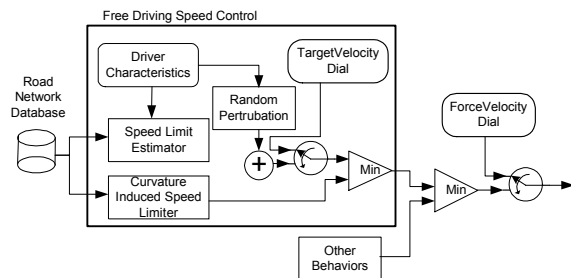 Free Driving Speed Control
Driver
Characteristics
TargetVelocity
Dial
Road
Network
Database
Random
Pertrubation
ForceVelocity
Dial
Speed Limit
Estimator
+
Curvature
Induced Speed
Limiter
Min
Min
Other
Behaviors